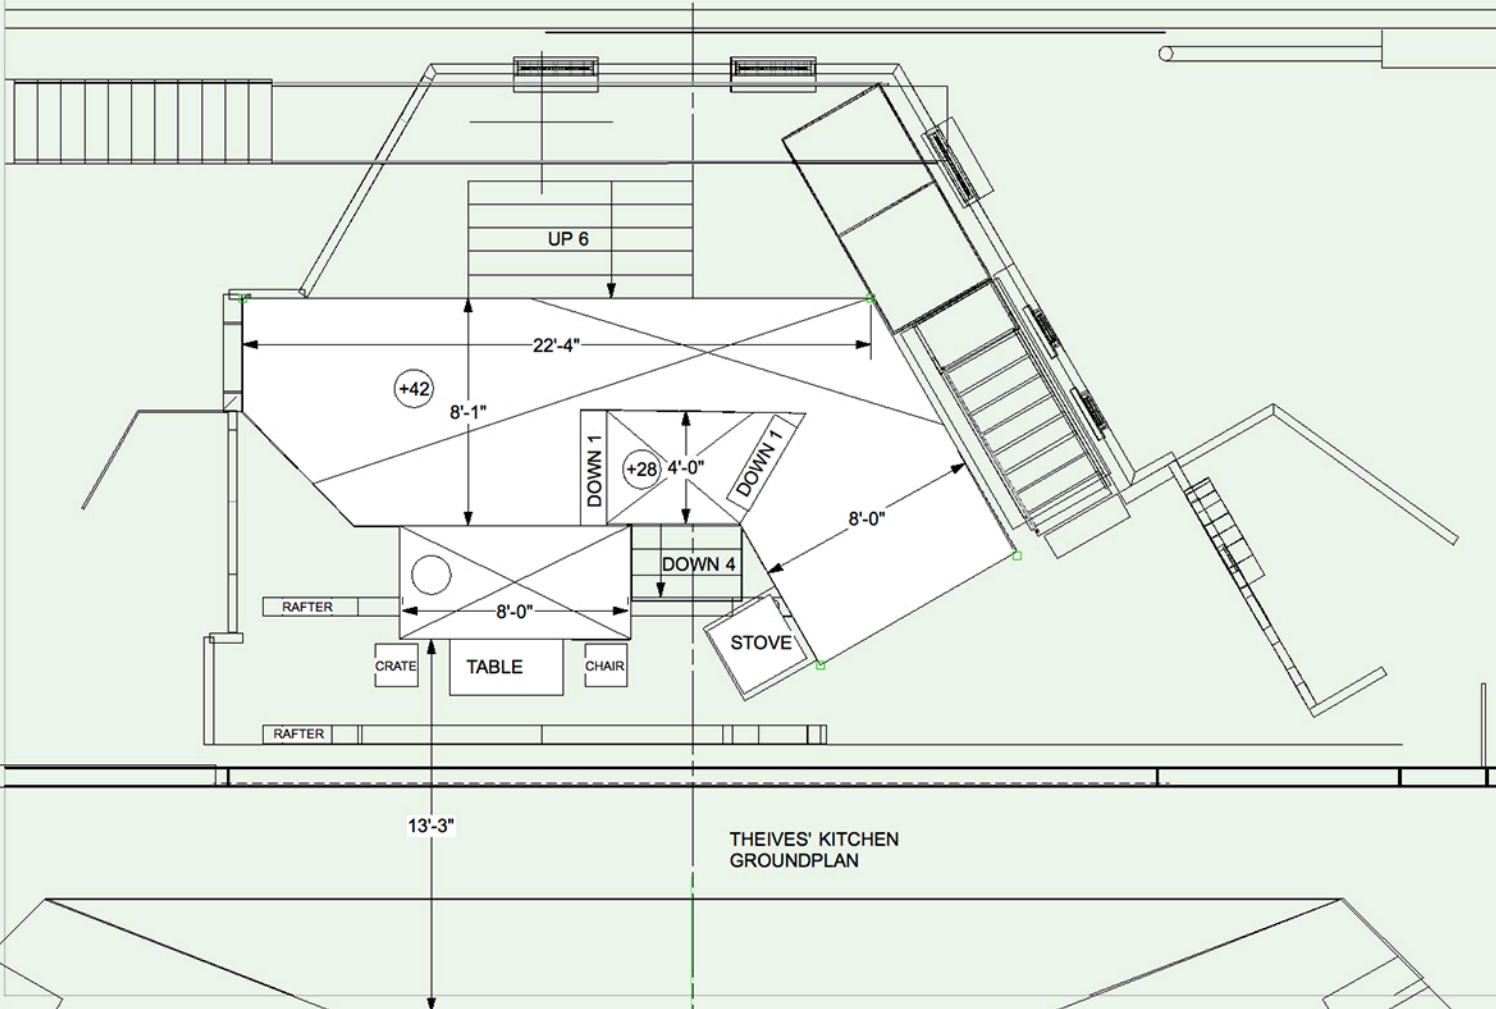 UP 6
22'-4"
+42
8'-1"
DOWN 1
+28
4'-0"
DOWN 1
8'-0"
DOWN 4
RAFTER
8'-0"
STOVE
CRATE
TABLE
CHAIR
RAFTER
13'-3"
THEIVES' KITCHEN
GROUNDPLAN